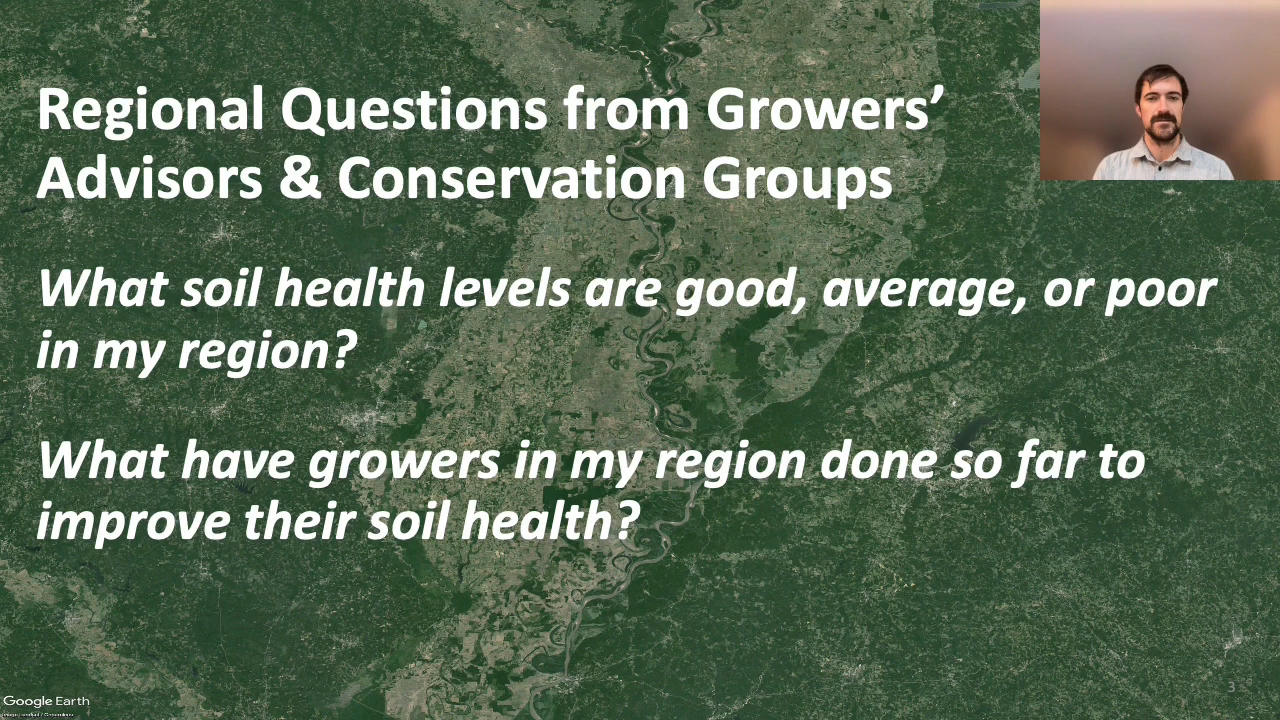 Regional Questions from Growers’
Advisors & Conservation Groups
What soil health levels are good, average, or poor
in my region?
What have growers in my region done so far to
improve their soil health?
Google Earth
3